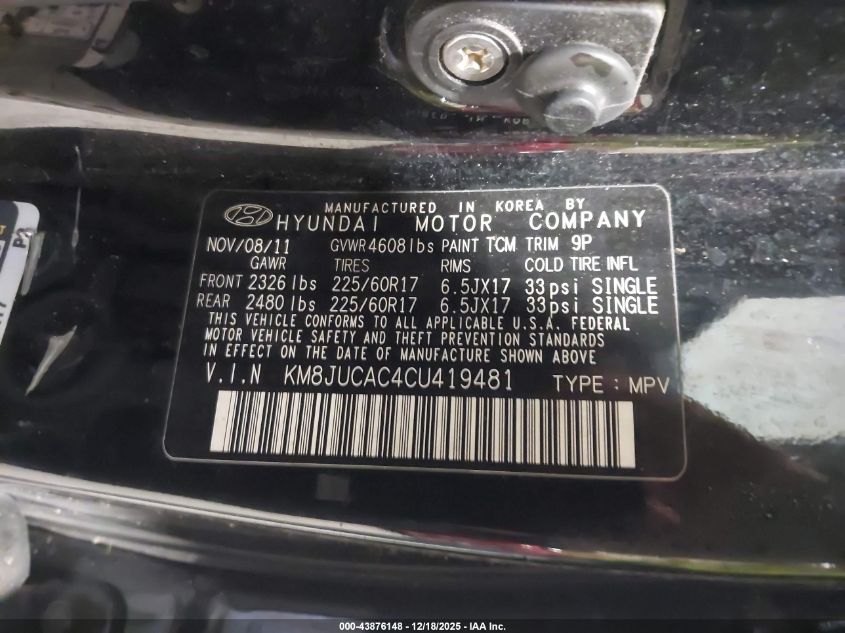 MANUFACTURED IN KOREA BY
HYUNDAI MOTOR COMPANY
NOV/08/11 GVWR4608lbs PAINT TCM TRIM 9P
GAWR TIRES RIMS COLD TIRE INFL
FRONT 2326lbs 225/60R17 6.5JX17 33psi SINGLE
REAR 2480lbs 225/60R17 6.5JX17 33psi SINGLE
THIS VEHICLE CONFORMS TO ALL APPLICABLE U.S.A. FEDERAL
MOTOR VEHICLE SAFETY AND THEFT PREVENTION STANDARDS
IN EFFECT ON THE DATE OF MANUFACTURE SHOWN ABOVE
V.I.N KM8JUCAC4CU419481 TYPE : MPV
000-43876148 - 12/18/2025 - IAA Inc.